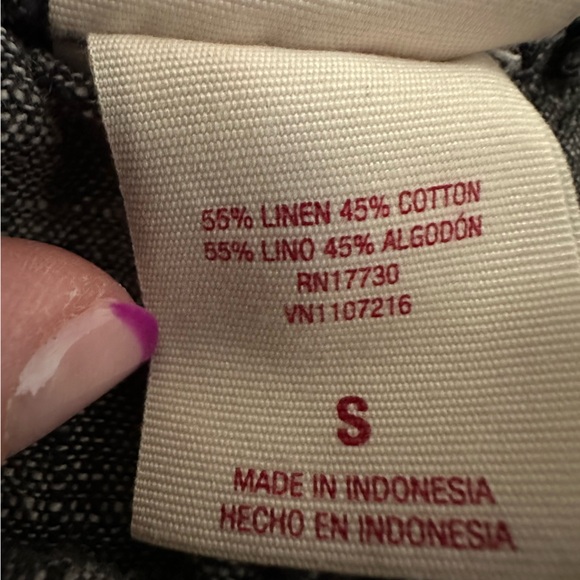 55% LINEN 45% COTTON
55% LINO 45% ALGODÓN
RN17730
VN1107216
S
MADE IN INDONESIA
HECHO EN INDONESIA